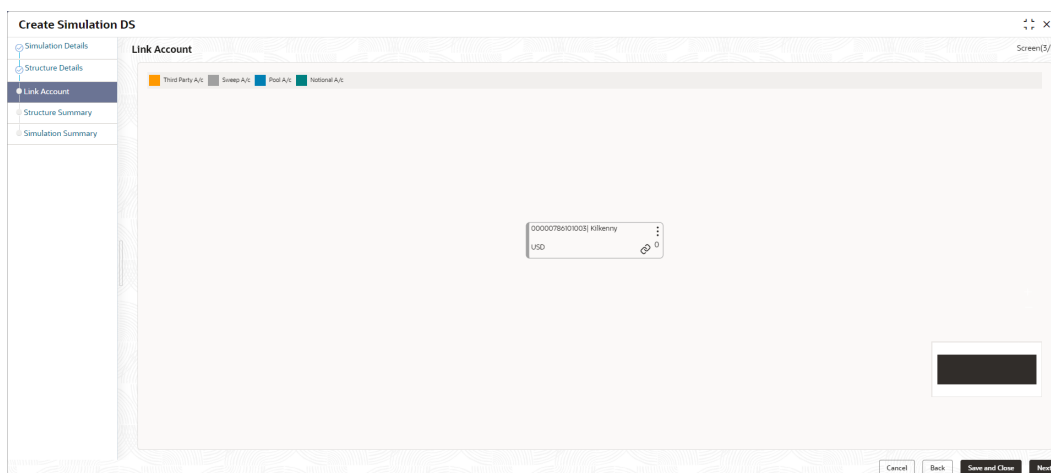 Create Simulation DS
Simulation Details
Structure Details
Link Account
Structure Summary
Simulation Summary
Link Account
Screen(3/
Third Party A/c Sweep A/c Pool A/c Notional A/c
00000786101003| Kilkenny
USD
0
Cancel Back Save and Close Next